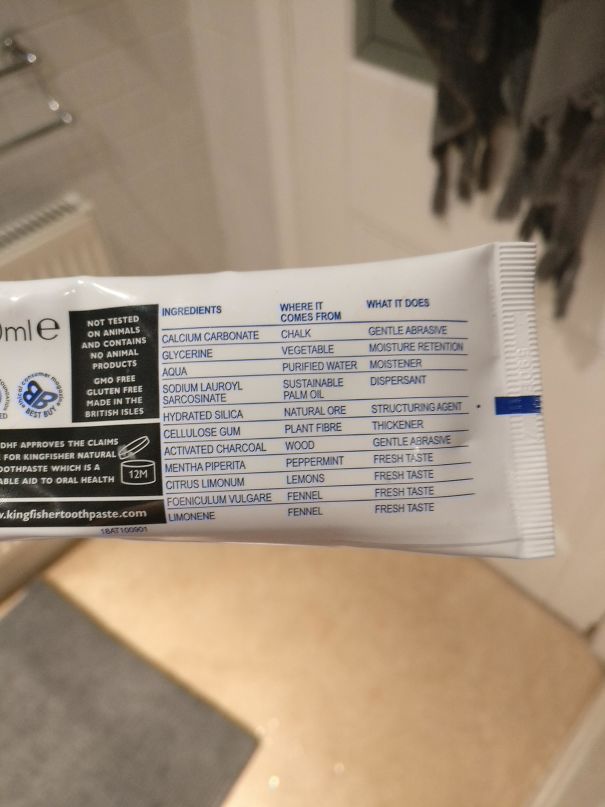 ml e
NOT TESTED
ON ANIMALS
AND CONTAINS
NO ANIMAL
PRODUCTS
GMO FREE
GLUTEN FREE
MADE IN THE
BRITISH ISLES
BEST BUY
DHF APPROVES THE CLAIMS
FOR KINGFISHER NATURAL
OOTHPASTE WHICH IS A
ABLE AID TO ORAL HEALTH
12M
.kingfishertoothpaste.com
INGREDIENTS WHERE IT COMES FROM WHAT IT DOES
CALCIUM CARBONATE CHALK GENTLE ABRASIVE
GLYCERINE VEGETABLE MOISTURE RETENTION
AQUA PURIFIED WATER MOISTENER
SODIUM LAUROYL SARCOSINATE SUSTAINABLE PALM OIL DISPERSANT
HYDRATED SILICA NATURAL ORE STRUCTURING AGENT
CELLULOSE GUM PLANT FIBRE THICKENER
ACTIVATED CHARCOAL WOOD GENTLE ABRASIVE
MENTHA PIPERITA PEPPERMINT FRESH TASTE
CITRUS LIMONUM LEMONS FRESH TASTE
FOENICULUM VULGARE FENNEL FRESH TASTE
LIMONENE FENNEL FRESH TASTE
18AT100901